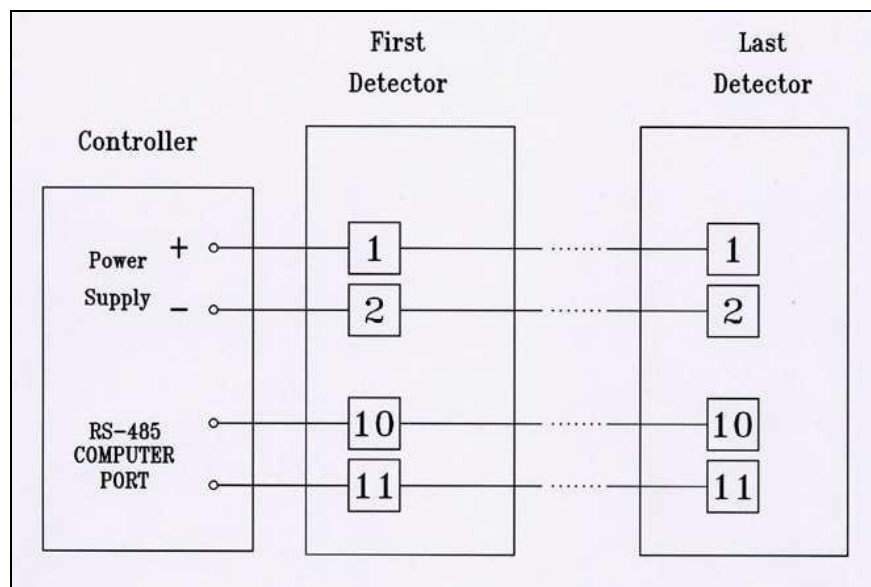 First
Detector
Last
Detector
Controller
Power
Supply
+
-
1
2
1
2
RS-485
COMPUTER
PORT
10
11
10
11